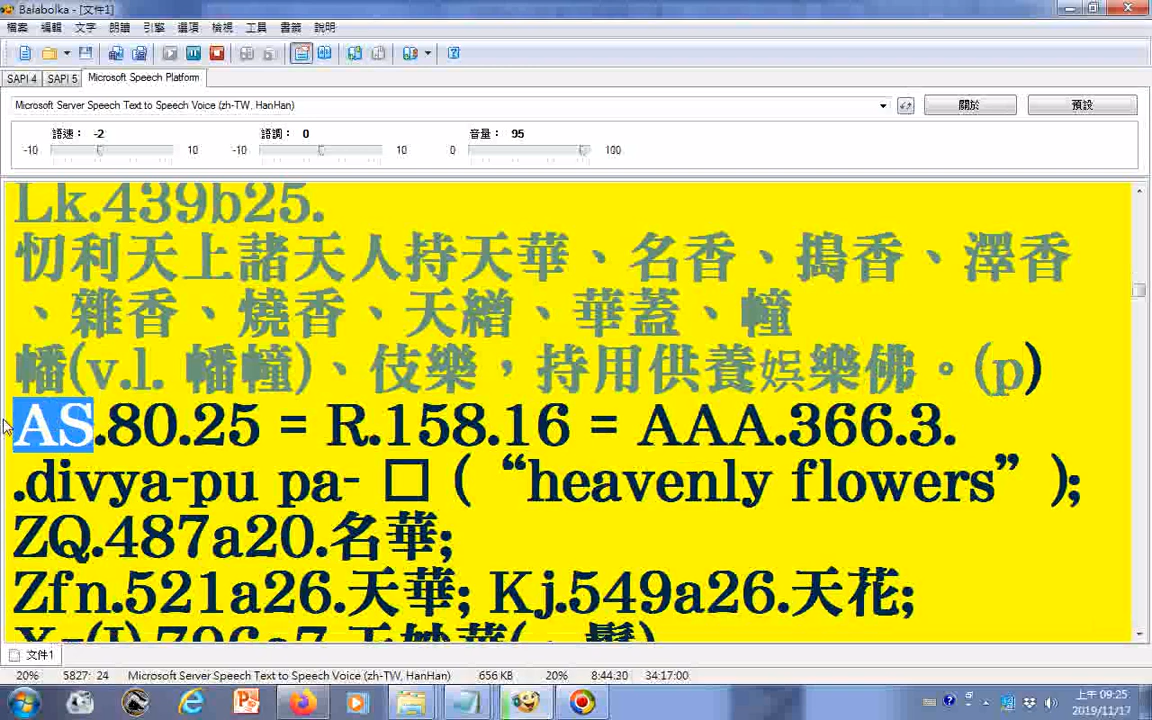 Balabolka - [文件1]
檔案 編輯 文字 朗讀 引擎 選項 檢視 工具 書籤 說明
SAPI 4 SAPI 5 Microsoft Speech Platform
Microsoft Server Speech Text to Speech Voice (zh-TW, HanHan) 關於 預設
語速： -2 語調： 0 音量： 95
-10 10 -10 10 0 100
Lk.439b25.
忉利天上諸天人持天華、名香、搗香、澤香
、雜香、燒香、天繒、華蓋、幢
幡(v.l. 幡幢)、伎樂，持用供養娯樂佛。(p)
AS.80.25 = R.158.16 = AAA.366.3.
.divya-pu pa- □ (“heavenly flowers”);
ZQ.487a20.名華;
Zfn.521a26.天華; Kj.549a26.天花;
文件1
20% 5827: 24 Microsoft Server Speech Text to Speech Voice (zh-TW, HanHan) 656 KB 20% 8:44:30 34:17:00
上午 09:25
2019/11/17